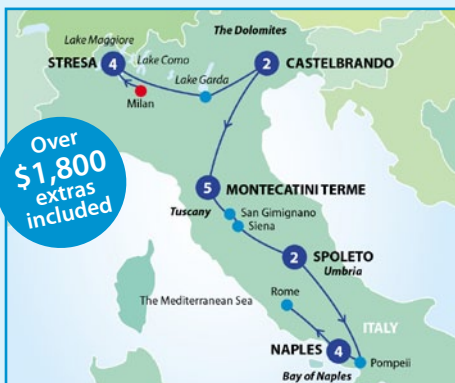 The Dolomites
Lake Maggiore
Lake Como
STRESA 4
2 CASTELBRANDO
Lake Garda
Milan
Over
$1,800
extras
included
5 MONTECATINI TERME
Tuscany
San Gimignano
Siena
2 SPOLETO
Umbria
Rome
The Mediterranean Sea
ITALY
NAPLES 4
Pompeii
Bay of Naples